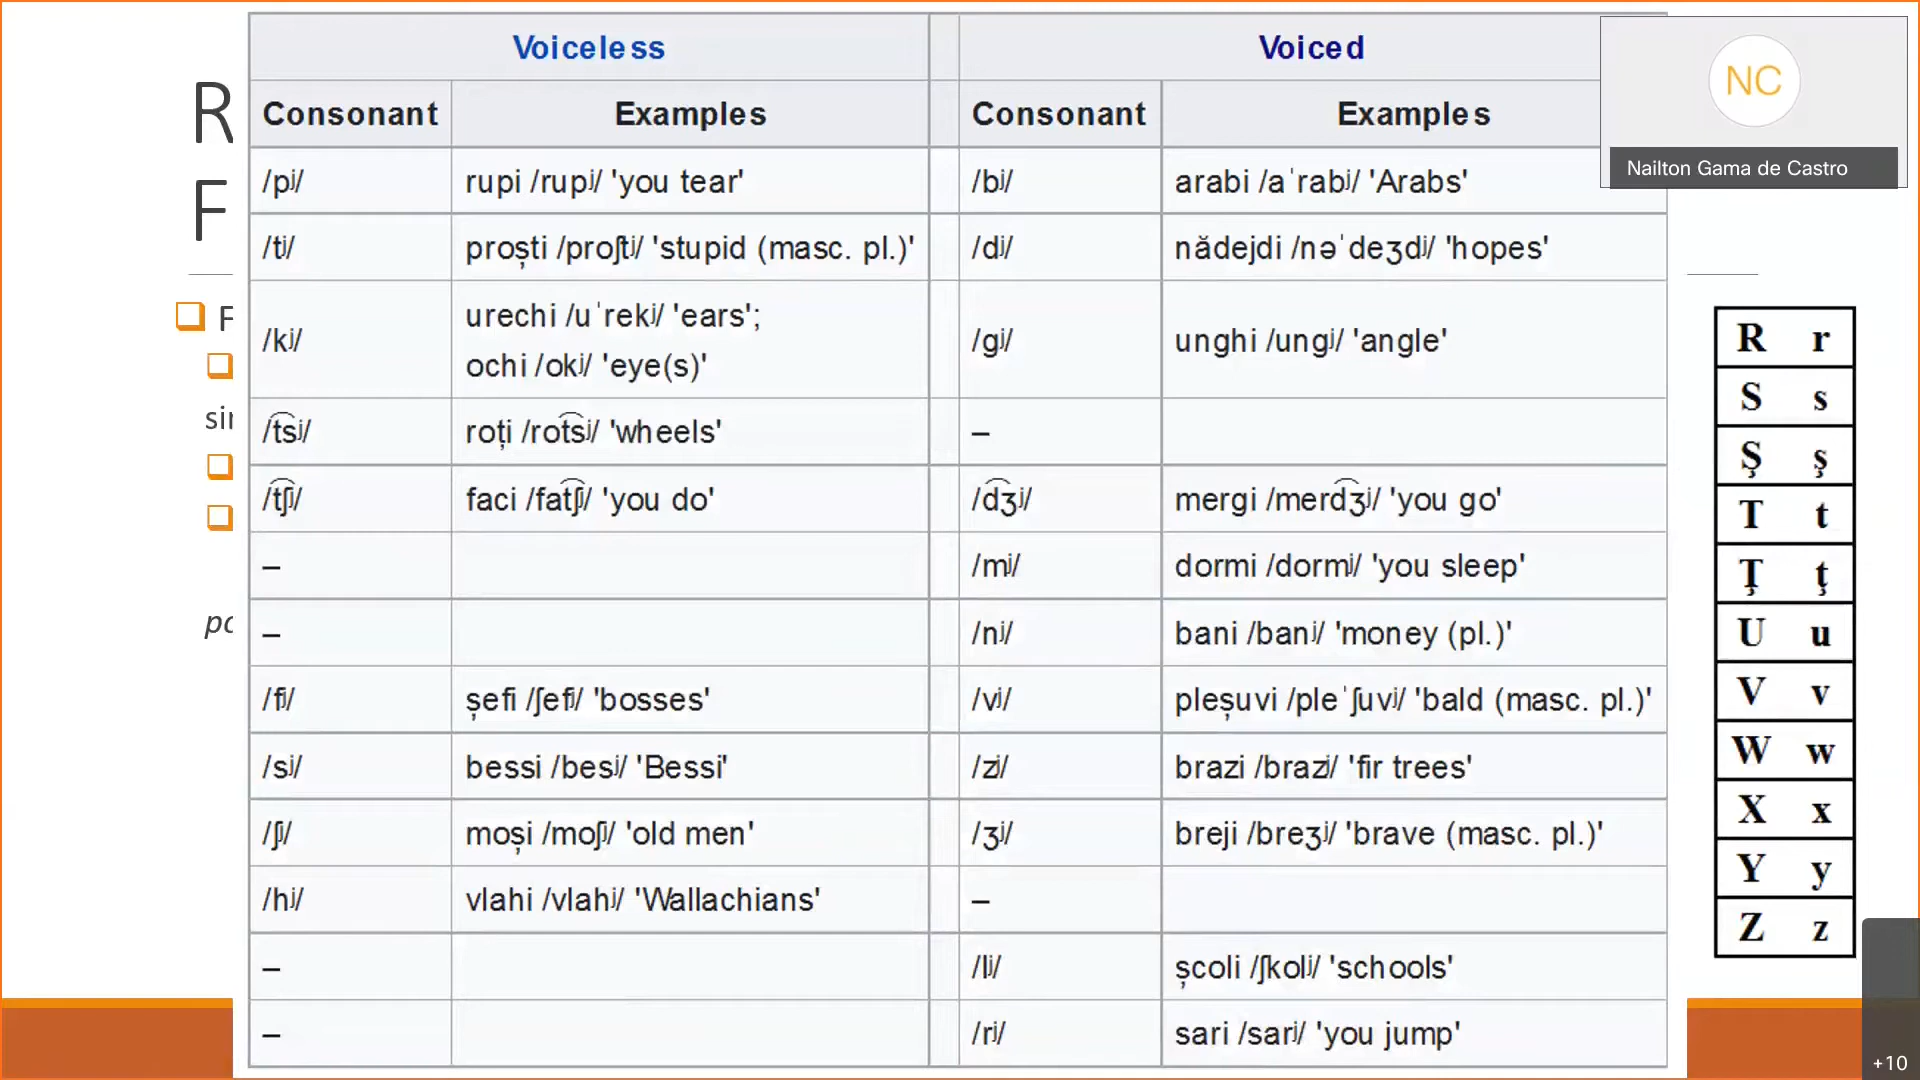 R
F
F
sin
po
Voiceless Voiced
Consonant Examples Consonant Examples
/pʲ/ rupi /rupʲ/ 'you tear' /bʲ/ arabi /aˈrabʲ/ 'Arabs'
/tʲ/ proști /proʃtʲ/ 'stupid (masc. pl.)' /dʲ/ nădejdi /nəˈdeʒdʲ/ 'hopes'
/kʲ/ urechi /uˈrekʲ/ 'ears';
ochi /okʲ/ 'eye(s)' /gʲ/ unghi /ungʲ/ 'angle'
/t͡sʲ/ roți /rot͡sʲ/ 'wheels' –
/t͡ʃʲ/ faci /fat͡ʃʲ/ 'you do' /d͡ʒʲ/ mergi /merd͡ʒʲ/ 'you go'
– /mʲ/ dormi /dormʲ/ 'you sleep'
– /nʲ/ bani /banʲ/ 'money (pl.)'
/fʲ/ șefi /ʃefʲ/ 'bosses' /vʲ/ pleșuvi /pleˈʃuvʲ/ 'bald (masc. pl.)'
/sʲ/ bessi /besʲ/ 'Bessi' /zʲ/ brazi /brazʲ/ 'fir trees'
/ʃʲ/ moși /moʃʲ/ 'old men' /ʒʲ/ breji /breʒʲ/ 'brave (masc. pl.)'
/hʲ/ vlahi /vlahʲ/ 'Wallachians' –
– /lʲ/ școli /ʃkolʲ/ 'schools'
– /rʲ/ sari /sarʲ/ 'you jump'
NC
Nailton Gama de Castro
R r
S s
Ş ş
T t
Ţ ţ
U u
V v
W w
X x
Y y
Z z
+10